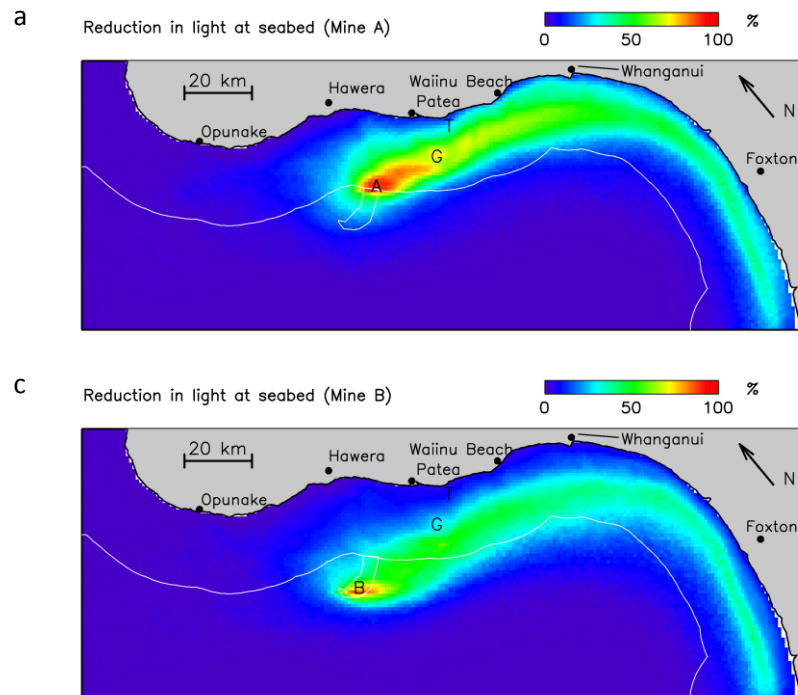 a
Reduction in light at seabed (Mine A)
%
0 50 100
20 km
Hawera
Waiinu Beach
Whanganui
Patea
Opunake
T
N
G
Foxton
A
c
Reduction in light at seabed (Mine B)
%
0 50 100
20 km
Hawera
Waiinu Beach
Whanganui
Patea
Opunake
T
N
G
Foxton
B